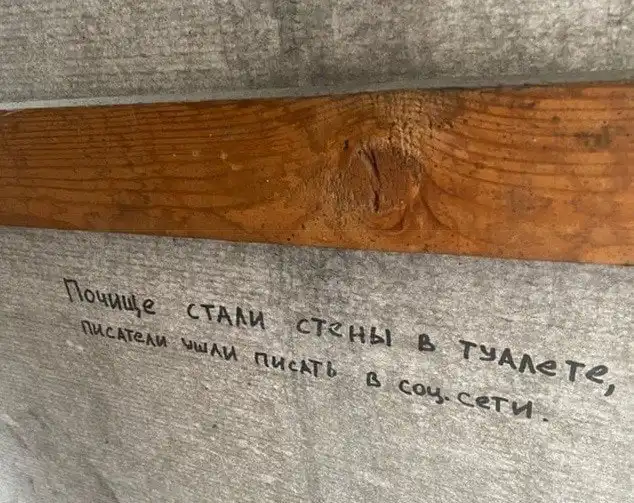 Почище стали стены в туалете,
писатели ушли писать в соц. сети.